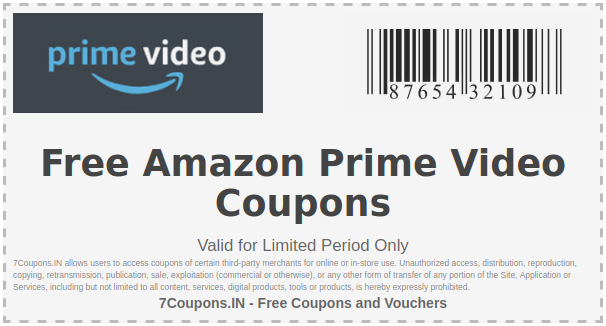 prime video
87654 32109
Free Amazon Prime Video
Coupons
Valid for Limited Period Only
7Coupons.IN allows users to access coupons of certain third-party merchants for online or in-store use. Unauthorized access, distribution, reproduction,
copying, retransmission, publication, sale, exploitation (commercial or otherwise), or any other form of transfer of any portion of the Site, Application or
Services, including but not limited to all content, services, digital products, tools or products, is hereby expressly prohibited.
7Coupons.IN - Free Coupons and Vouchers